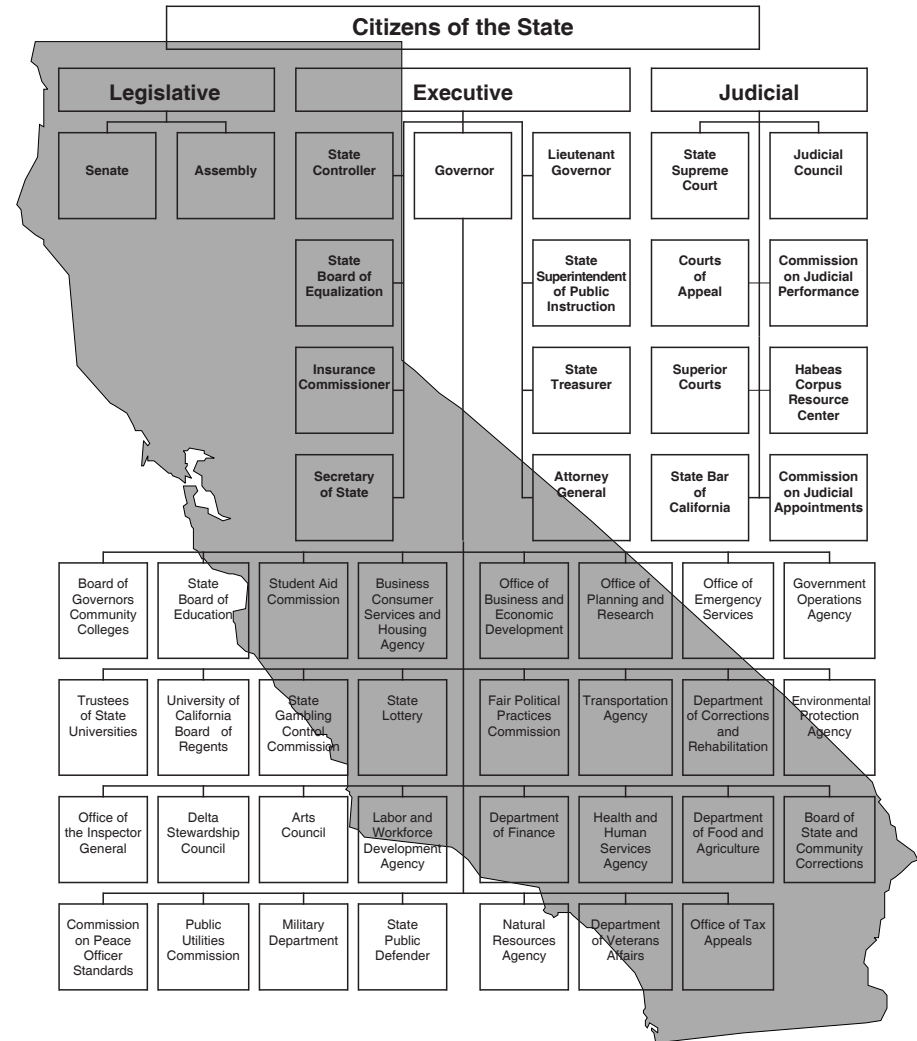 Citizens of the State
Legislative
Executive
Judicial
Senate
Assembly
State
Controller
Governor
Lieutenant
Governor
State
Supreme
Court
Judicial
Council
State
Board of
Equalization
State
Superintendent
of Public
Instruction
Courts
of
Appeal
Commission
on Judicial
Performance
Insurance
Commissioner
State
Treasurer
Superior
Courts
Habeas
Corpus
Resource
Center
Secretary
of State
Attorney
General
State Bar
of
California
Commission
on Judicial
Appointments
Board of
Governors
Community
Colleges
State
Board of
Education
Student Aid
Commission
Business
Consumer
Services and
Housing
Agency
Office of
Business and
Economic
Development
Office of
Planning and
Research
Office of
Emergency
Services
Government
Operations
Agency
Trustees
of State
Universities
University of
California
Board of
Regents
State
Gambling
Control
Commission
State
Lottery
Fair Political
Practices
Commission
Transportation
Agency
Department
of Corrections
and
Rehabilitation
Environmental
Protection
Agency
Office of
the Inspector
General
Delta
Stewardship
Council
Arts
Council
Labor and
Workforce
Development
Agency
Department
of Finance
Health and
Human
Services
Agency
Department
of Food and
Agriculture
Board of
State and
Community
Corrections
Commission
on Peace
Officer
Standards
Public
Utilities
Commission
Military
Department
State
Public
Defender
Natural
Resources
Agency
Department
of Veterans
Affairs
Office of Tax
Appeals